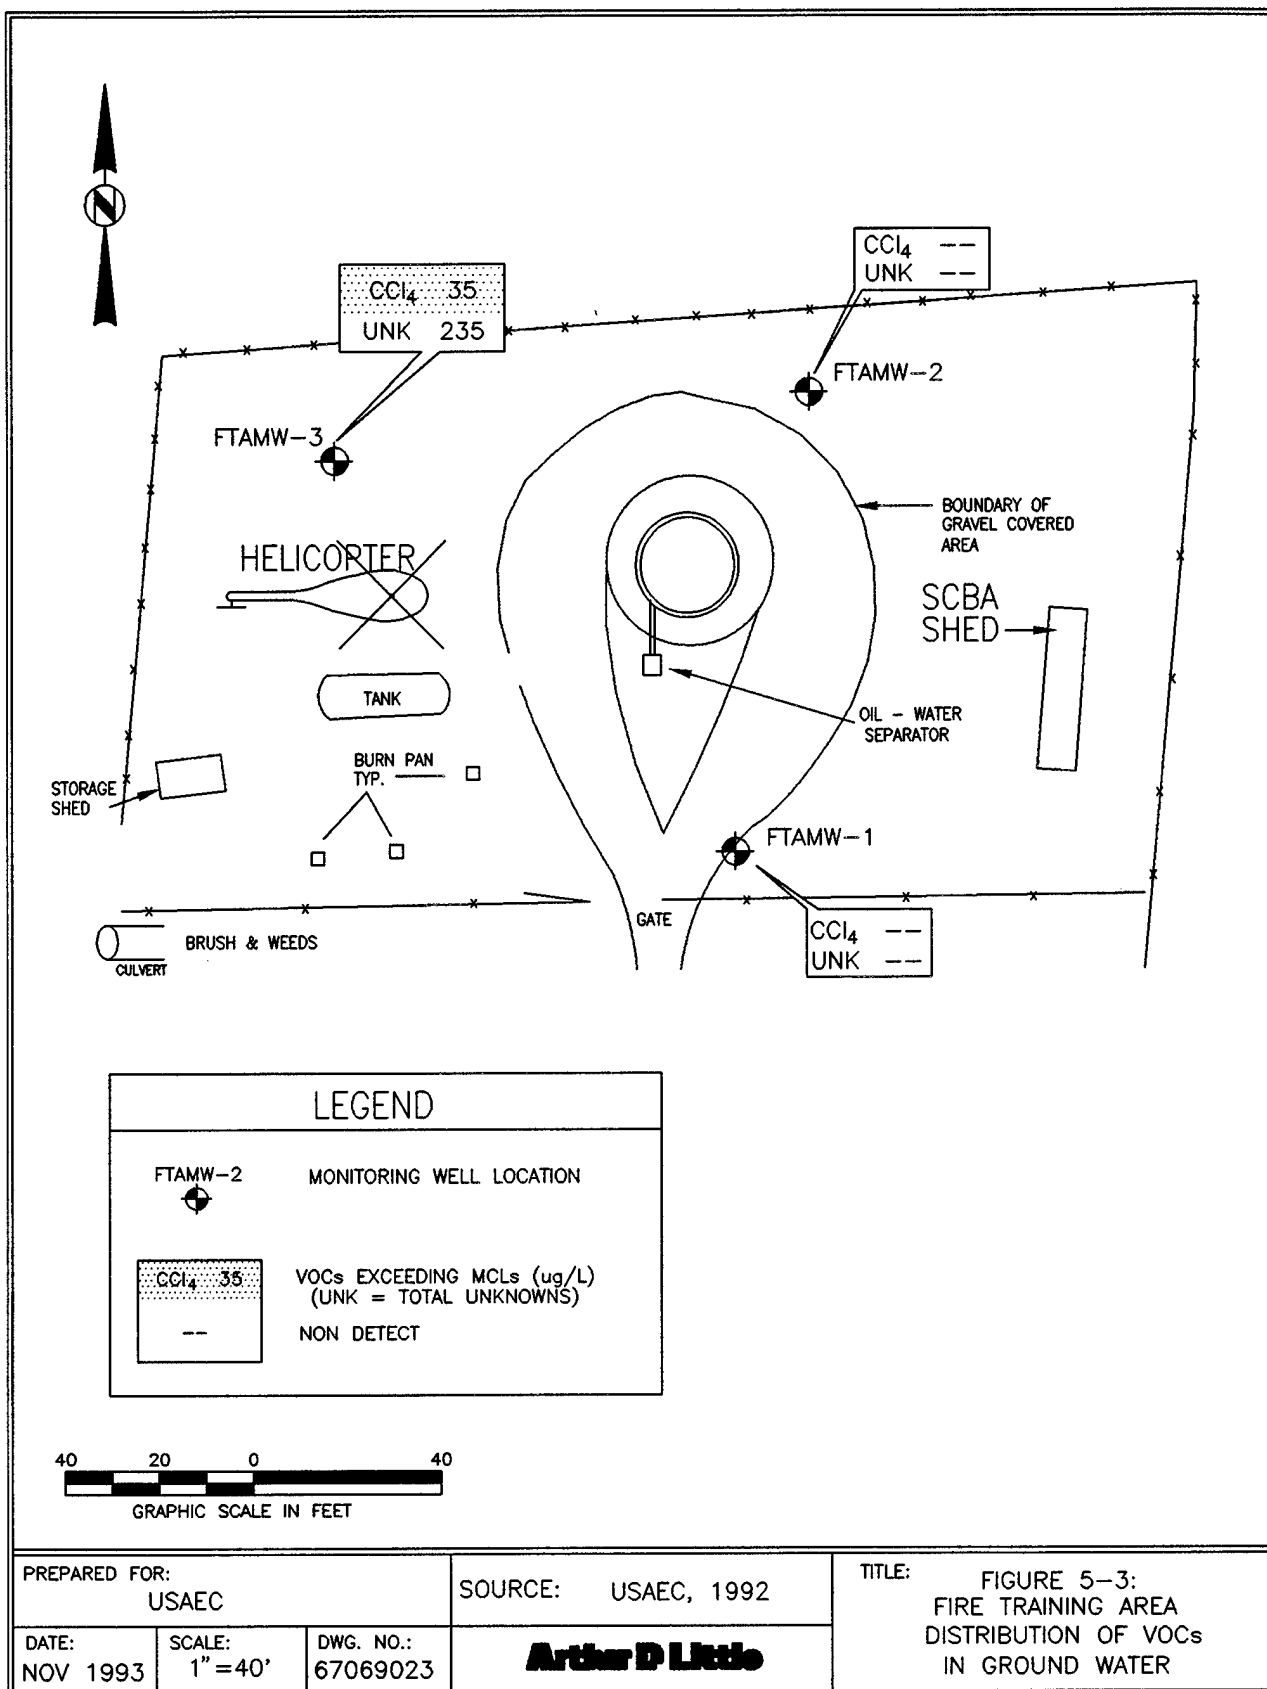 N
CCl₄ --
UNK --
CCl₄ 35
UNK 235
FTAMW-2
FTAMW-3
BOUNDARY OF
GRAVEL COVERED
AREA
HELICOPTER
SCBA
SHED
TANK
OIL - WATER
SEPARATOR
BURN PAN
TYP.
STORAGE
SHED
FTAMW-1
GATE
CCl₄ --
UNK --
BRUSH & WEEDS
CULVERT
LEGEND
FTAMW-2 MONITORING WELL LOCATION
CCl₄ 35 VOCs EXCEEDING MCLs (ug/L)
(UNK = TOTAL UNKNOWNS)
-- NON DETECT
40 20 0 40
GRAPHIC SCALE IN FEET
PREPARED FOR:
USAEC
SOURCE: USAEC, 1992
TITLE: FIGURE 5-3:
FIRE TRAINING AREA
DISTRIBUTION OF VOCs
IN GROUND WATER
DATE:
NOV 1993
SCALE:
1"=40'
DWG. NO.:
67069023
Arthur D Little